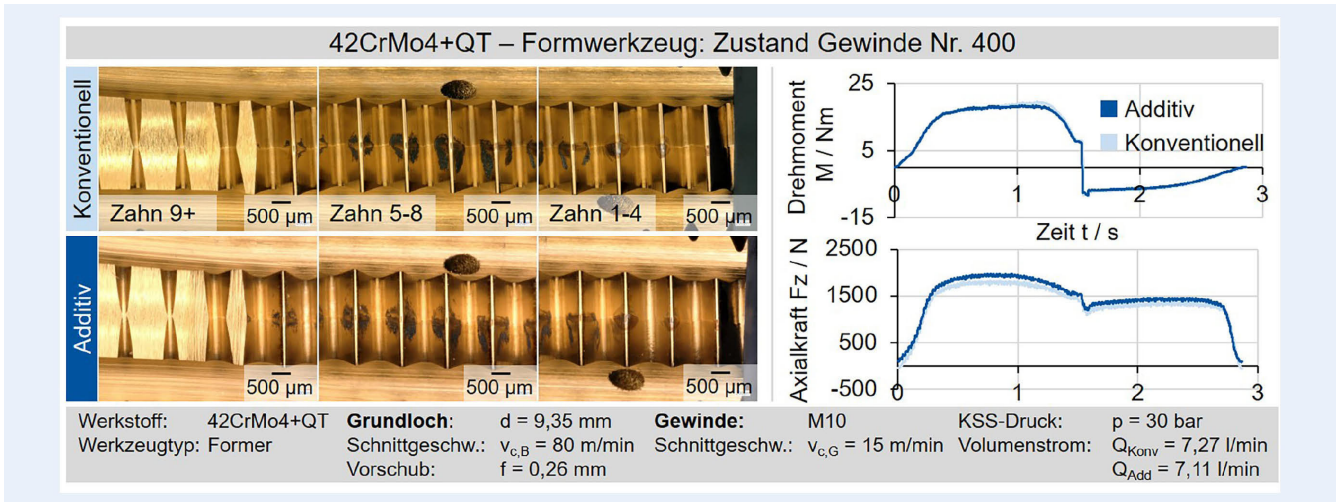 42CrMo4+QT – Formwerkzeug: Zustand Gewinde Nr. 400
Konventionell
Zahn 9+
500 µm
Zahn 5-8
500 µm
Zahn 1-4
500 µm
Additiv
500 µm
500 µm
500 µm
Drehmoment
M / Nm
25
5
-15
0
1
2
3
Additiv
Konventionell
Zeit t / s
Axialkraft Fz / N
2500
1500
500
-500
0
1
2
3
Werkstoff: 42CrMo4+QT Grundloch: d = 9,35 mm Gewinde: M10 KSS-Druck: p = 30 bar
Werkzeugtyp: Former Schnittgeschw.: vc,B = 80 m/min Schnittgeschw.: vc,G = 15 m/min Volumenstrom: QKonv = 7,27 l/min
Vorschub: f = 0,26 mm QAdd = 7,11 l/min